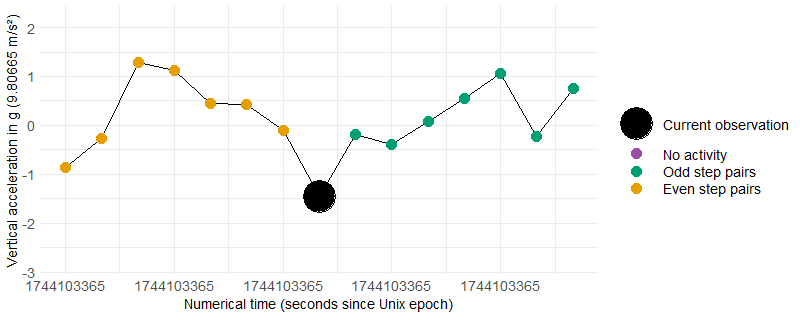 Vertical acceleration in g (9.80665 m/s²)
2
1
0
-1
-2
-3
1744103365 1744103365 1744103365 1744103365 1744103365
Numerical time (seconds since Unix epoch)
Current observation
No activity
Odd step pairs
Even step pairs